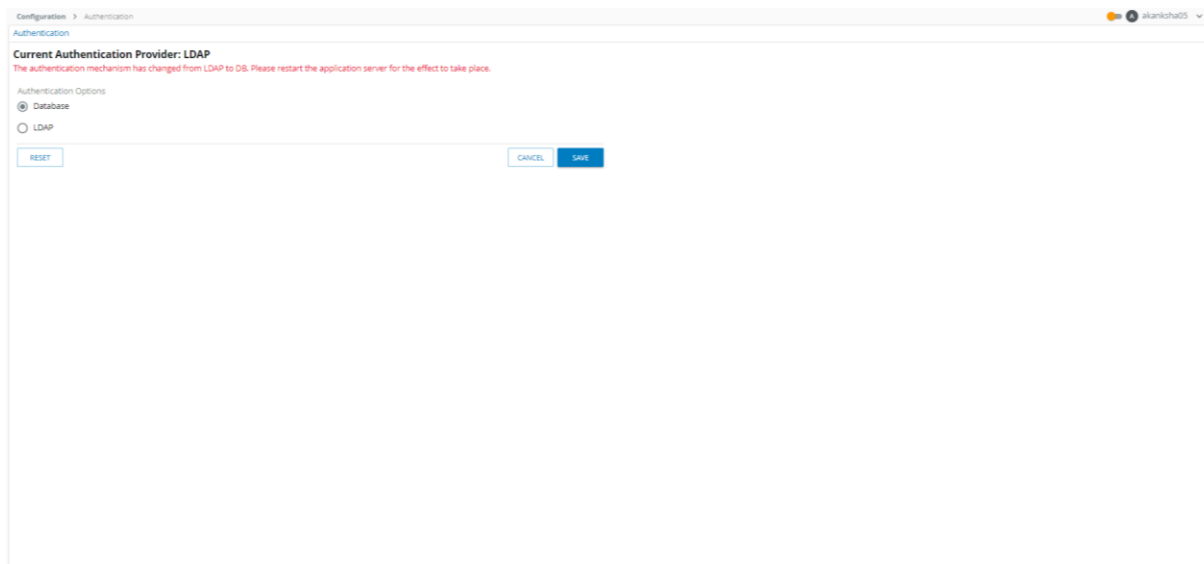 Configuration > Authentication
A akanksha05
Authentication
Current Authentication Provider: LDAP
The authentication mechanism has changed from LDAP to DB. Please restart the application server for the effect to take place.
Authentication Options
Database
LDAP
RESET CANCEL SAVE